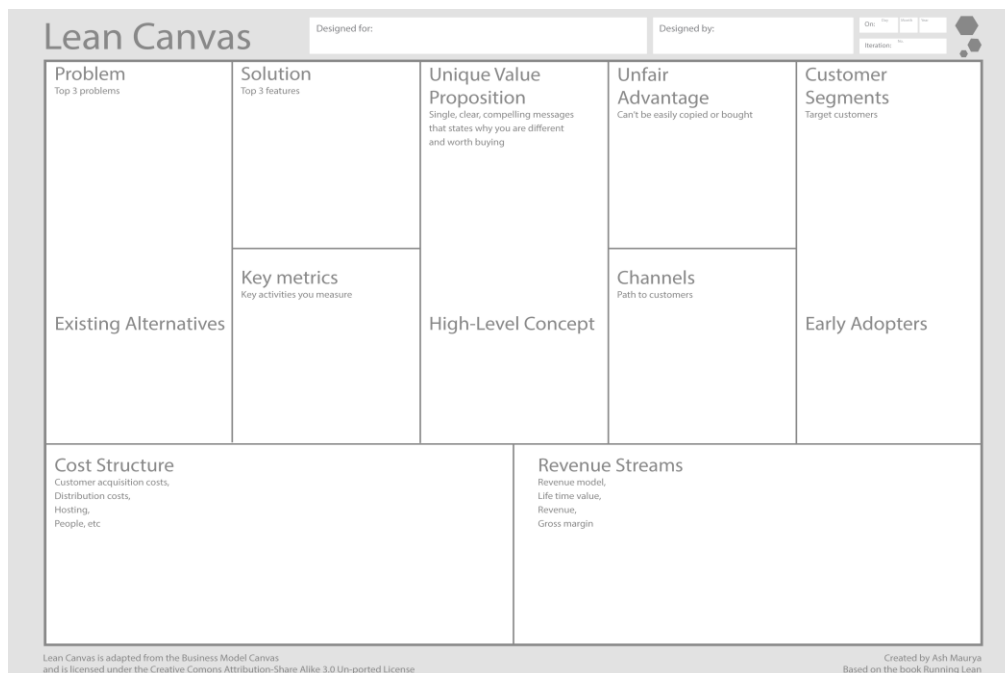 Lean Canvas
Designed for:
Designed by:
On:
Iteration:
Problem
Top 3 problems
Existing Alternatives
Solution
Top 3 features
Key metrics
Key activities you measure
Unique Value
Proposition
Single, clear, compelling messages
that states why you are different
and worth buying
High-Level Concept
Unfair
Advantage
Can't be easily copied or bought
Channels
Path to customers
Customer
Segments
Target customers
Early Adopters
Cost Structure
Customer acquisition costs,
Distribution costs,
Hosting,
People, etc
Revenue Streams
Revenue model,
Life time value,
Revenue,
Gross margin
Lean Canvas is adapted from the Business Model Canvas
and is licensed under the Creative Comons Attribution-Share Alike 3.0 Un-ported License
Created by Ash Maurya
Based on the book Running Lean